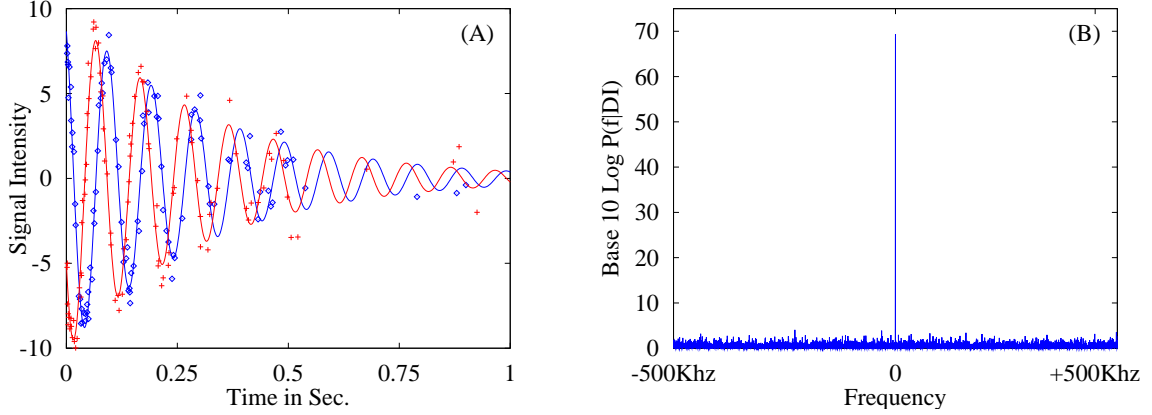 (A)
Signal Intensity
10
5
0
-5
-10
0
0.25
0.5
0.75
1
Time in Sec.
(B)
Base 10 Log P(f|DI)
70
60
50
40
30
20
10
0
-500Khz
0
+500Khz
Frequency